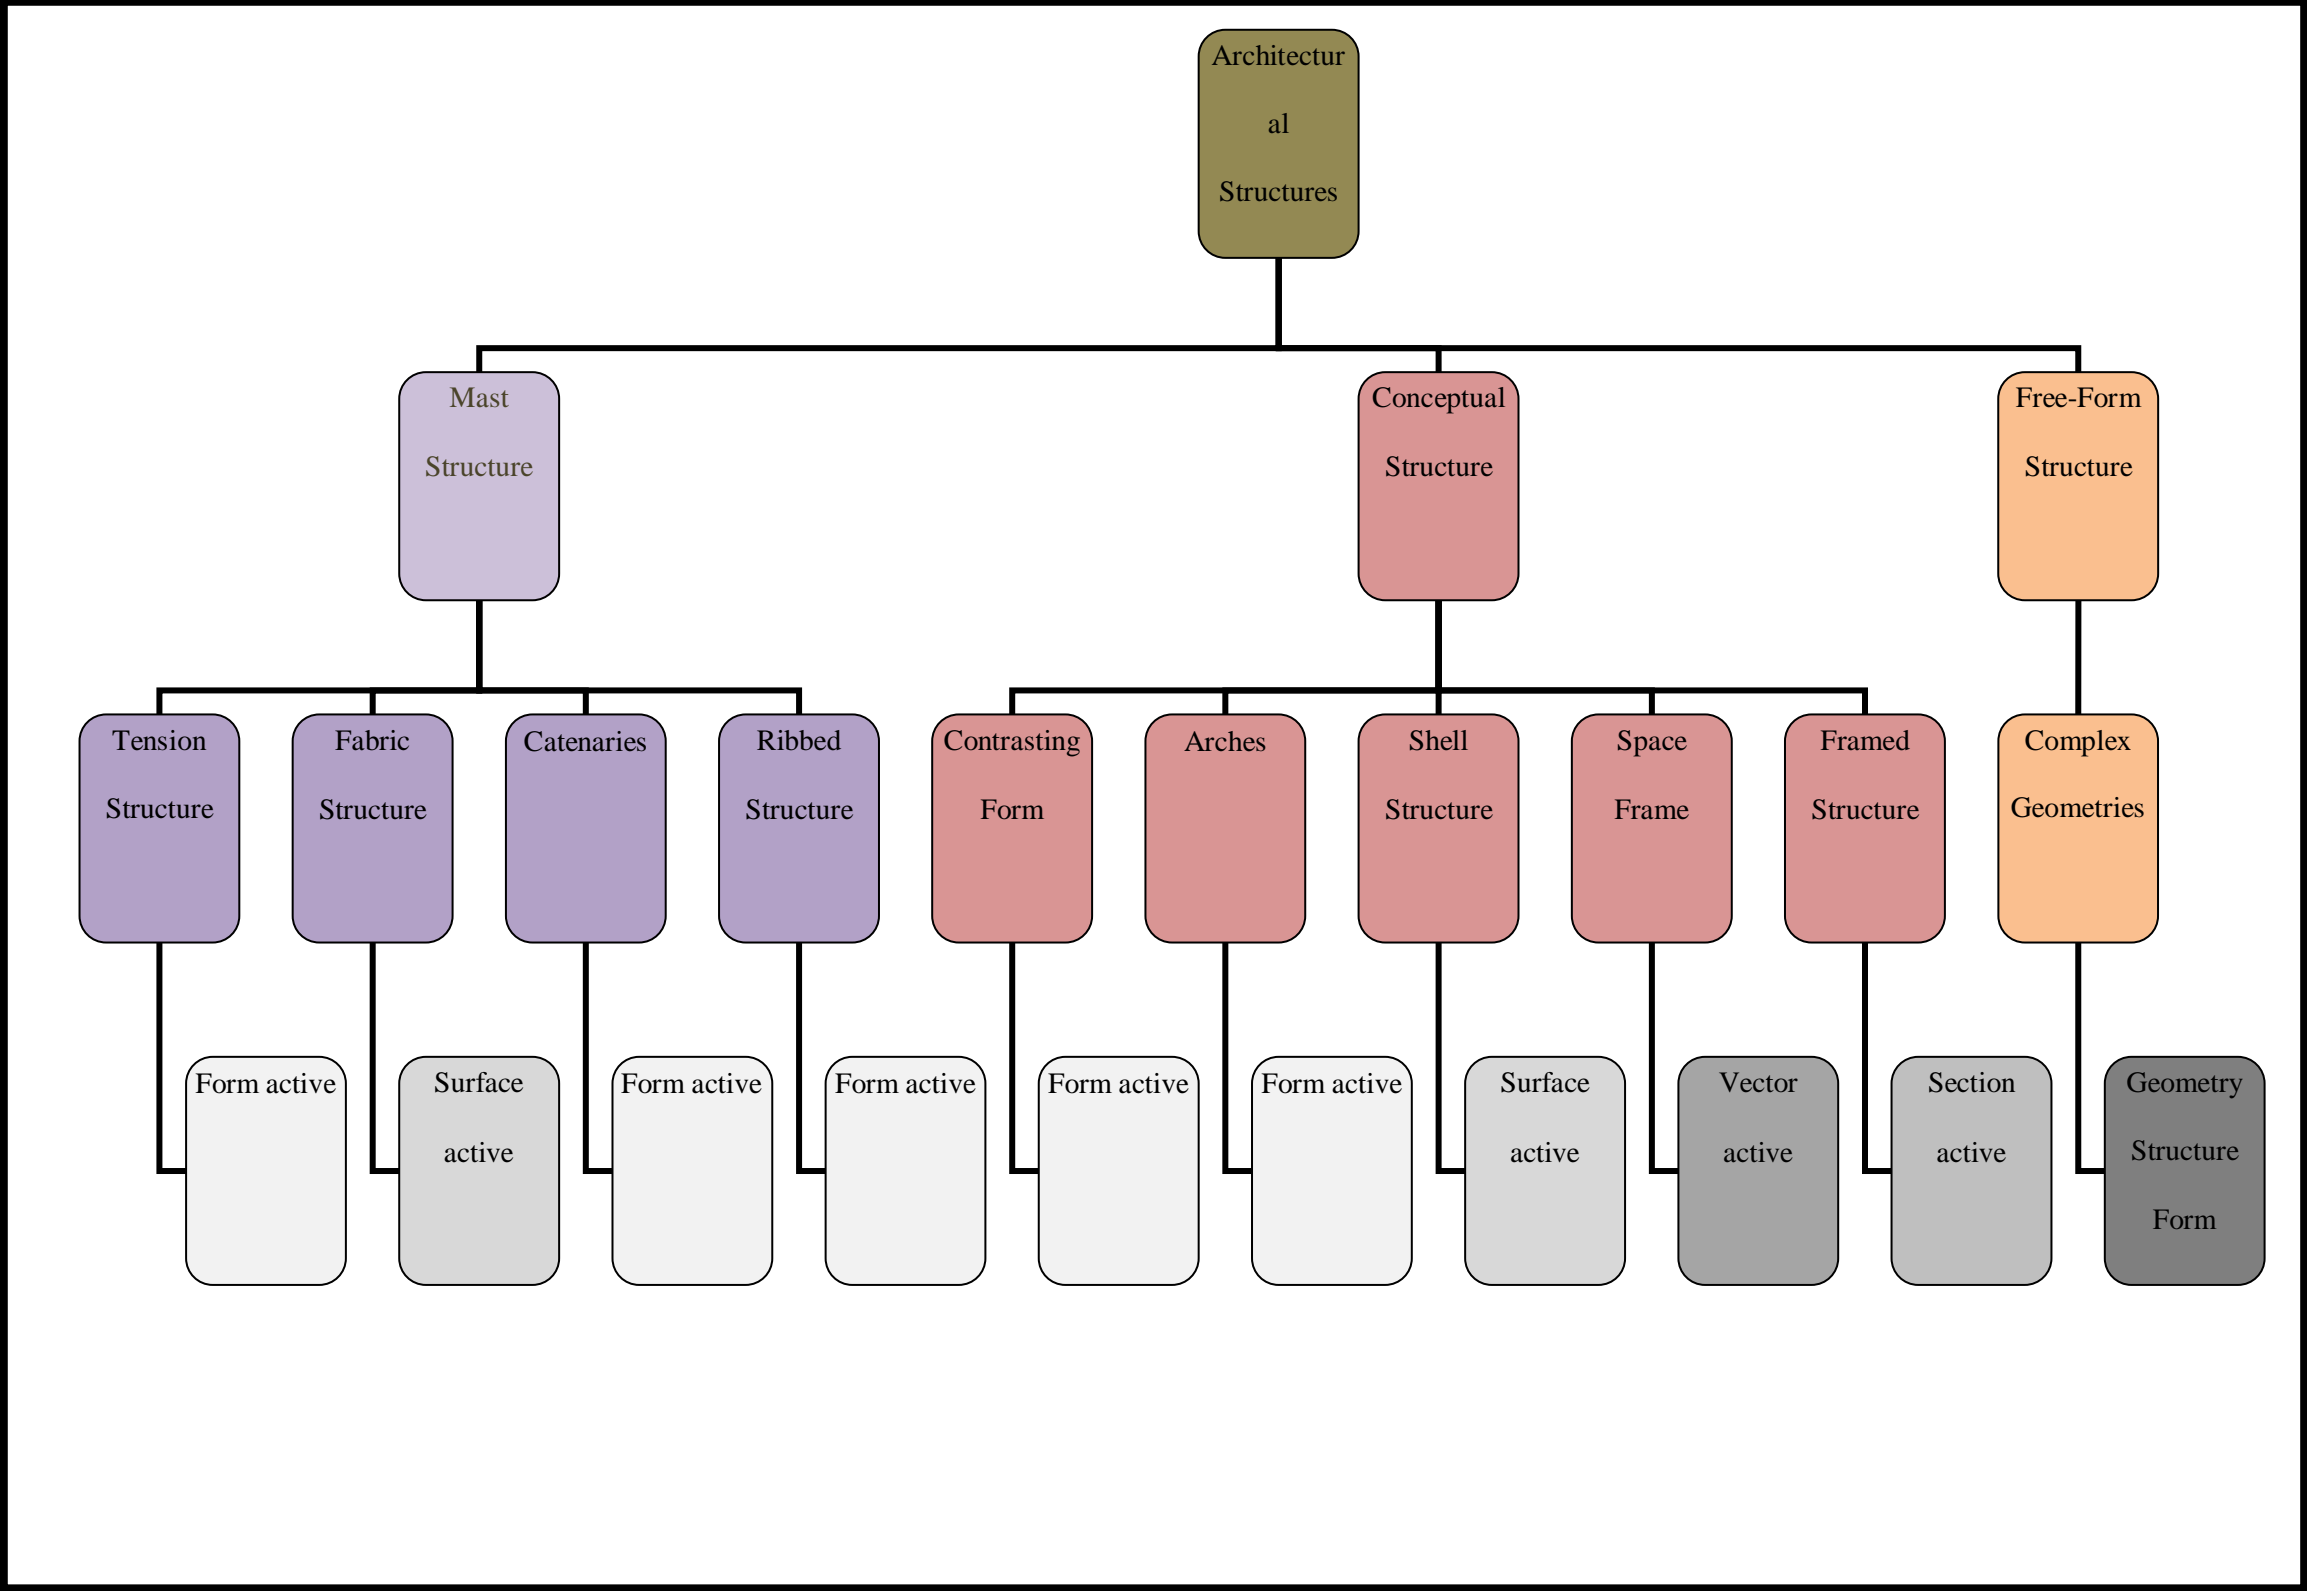 Architectur
al
Structures
Mast
Structure
Conceptual
Structure
Free-Form
Structure
Tension
Structure
Fabric
Structure
Catenaries
Ribbed
Structure
Contrasting
Form
Arches
Shell
Structure
Space
Frame
Framed
Structure
Complex
Geometries
Form active
Surface
active
Form active
Form active
Form active
Form active
Surface
active
Vector
active
Section
active
Geometry
Structure
Form